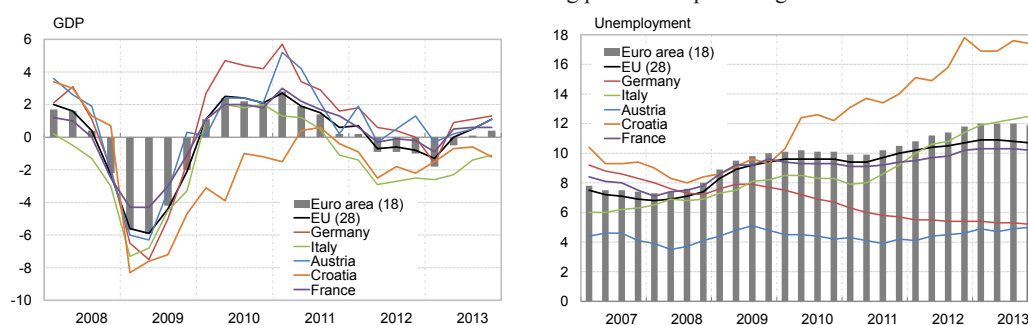 GDP
6
4
2
0
-2
-4
-6
-8
-10
Euro area (18)
EU (28)
Germany
Italy
Austria
Croatia
France
2008 2009 2010 2011 2012 2013
Unemployment
18
16
14
12
10
8
6
4
2
0
Euro area (18)
EU (28)
Germany
Italy
Austria
Croatia
France
2007 2008 2009 2010 2011 2012 2013